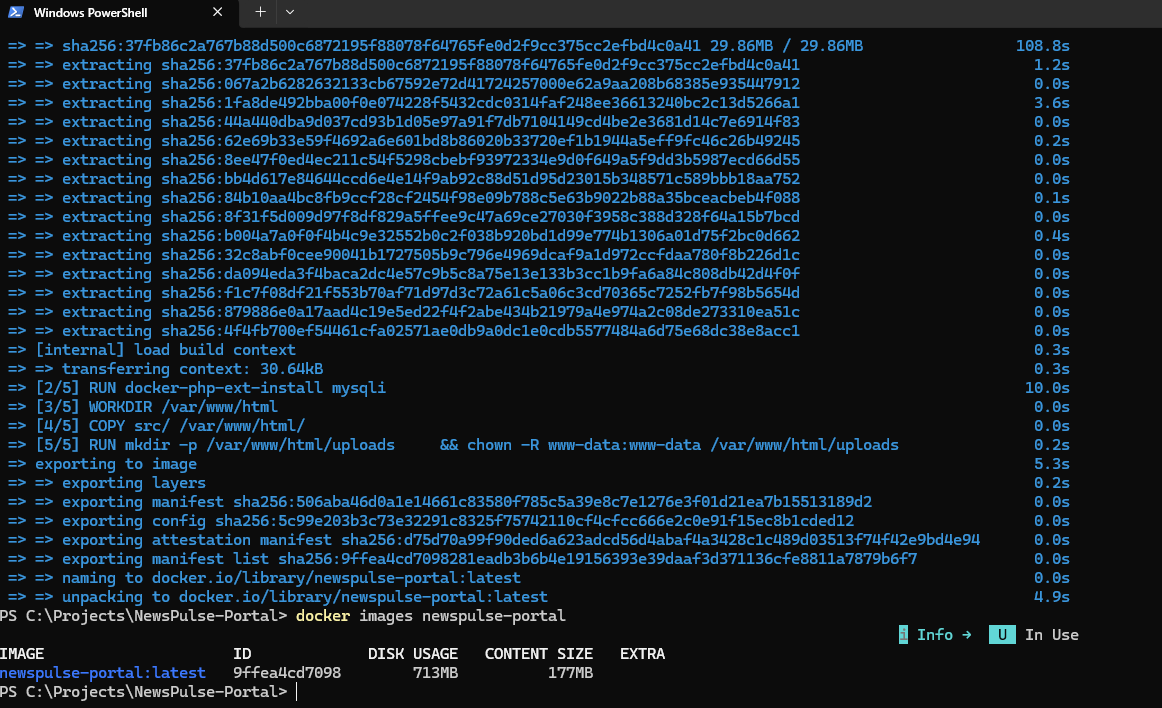 Windows PowerShell
=> => sha256:37fb86c2a767b88d500c6872195f88078f64765fe0d2f9cc375cc2efbd4c0a41 29.86MB / 29.86MB 108.8s
=> => extracting sha256:37fb86c2a767b88d500c6872195f88078f64765fe0d2f9cc375cc2efbd4c0a41 1.2s
=> => extracting sha256:067a2b6282632133cb67592e72d41724257000e62a9aa208b68385e935447912 0.0s
=> => extracting sha256:1fa8de492bba00f0e074228f5432cdc0314faf248ee36613240bc2c13d5266a1 3.6s
=> => extracting sha256:44a440dba9d037cd93b1d05e97a91f7db7104149cd4be2e3681d14c7e6914f83 0.0s
=> => extracting sha256:62e69b33e59f4692a6e601bd8b86020b33720ef1b1944a5eff9fc46c26b49245 0.2s
=> => extracting sha256:8ee47f0ed4ec211c54f5298cbebf93972334e9d0f649a5f9dd3b5987ecd66d55 0.0s
=> => extracting sha256:bb4d617e84644ccd6e4e14f9ab92c88d51d95d23015b348571c589bbb18aa752 0.0s
=> => extracting sha256:84b10aa4bc8fb9ccf28cf2454f98e09b788c5e63b9022b88a35bceacbeb4f088 0.1s
=> => extracting sha256:8f31f5d009d97f8df829a5ffee9c47a69ce27030f3958c388d328f64a15b7bcd 0.0s
=> => extracting sha256:b004a7a0f0f4b4c9e32552b0c2f038b920bd1d99e774b1306a01d75f2bc0d662 0.4s
=> => extracting sha256:32c8abf0cee90041b1727505b9c796e4969dcaf9a1d972ccfdaa780f8b226d1c 0.0s
=> => extracting sha256:da094eda3f4baca2dc4e57c9b5c8a75e13e133b3cc1b9fa6a84c808db42d4f0f 0.0s
=> => extracting sha256:f1c7f08df21f553b70af71d97d3c72a61c5a06c3cd70365c7252fb7f98b5654d 0.0s
=> => extracting sha256:879886e0a17aad4c19e5ed22f4f2abe434b21979a4e974a2c08de273310ea51c 0.0s
=> => extracting sha256:4f4fb700ef54461cfa02571ae0db9a0dc1e0cdb5577484a6d75e68dc38e8acc1 0.0s
=> [internal] load build context 0.3s
=> => transferring context: 30.64kB 0.3s
=> [2/5] RUN docker-php-ext-install mysqli 10.0s
=> [3/5] WORKDIR /var/www/html 0.0s
=> [4/5] COPY src/ /var/www/html/ 0.0s
=> [5/5] RUN mkdir -p /var/www/html/uploads     && chown -R www-data:www-data /var/www/html/uploads 0.2s
=> exporting to image 5.3s
=> => exporting layers 0.2s
=> => exporting manifest sha256:506aba46d0a1e14661c83580f785c5a39e8c7e1276e3f01d21ea7b15513189d2 0.0s
=> => exporting config sha256:5c99e203b3c73e32291c8325f75742110cf4cfcc666e2c0e91f15ec8b1cded12 0.0s
=> => exporting attestation manifest sha256:d75d70a99f90ded6a623adcd56d4abaf4a3428c1c489d03513f74f42e9bd4e94 0.0s
=> => exporting manifest list sha256:9ffea4cd7098281eadb3b6b4e19156393e39daaf3d371136cfe8811a7879b6f7 0.0s
=> => naming to docker.io/library/newspulse-portal:latest 0.0s
=> => unpacking to docker.io/library/newspulse-portal:latest 4.9s
PS C:\Projects\NewsPulse-Portal> docker images newspulse-portal
i Info → U In Use
IMAGE ID DISK USAGE CONTENT SIZE EXTRA
newspulse-portal:latest 9ffea4cd7098 713MB 177MB
PS C:\Projects\NewsPulse-Portal>